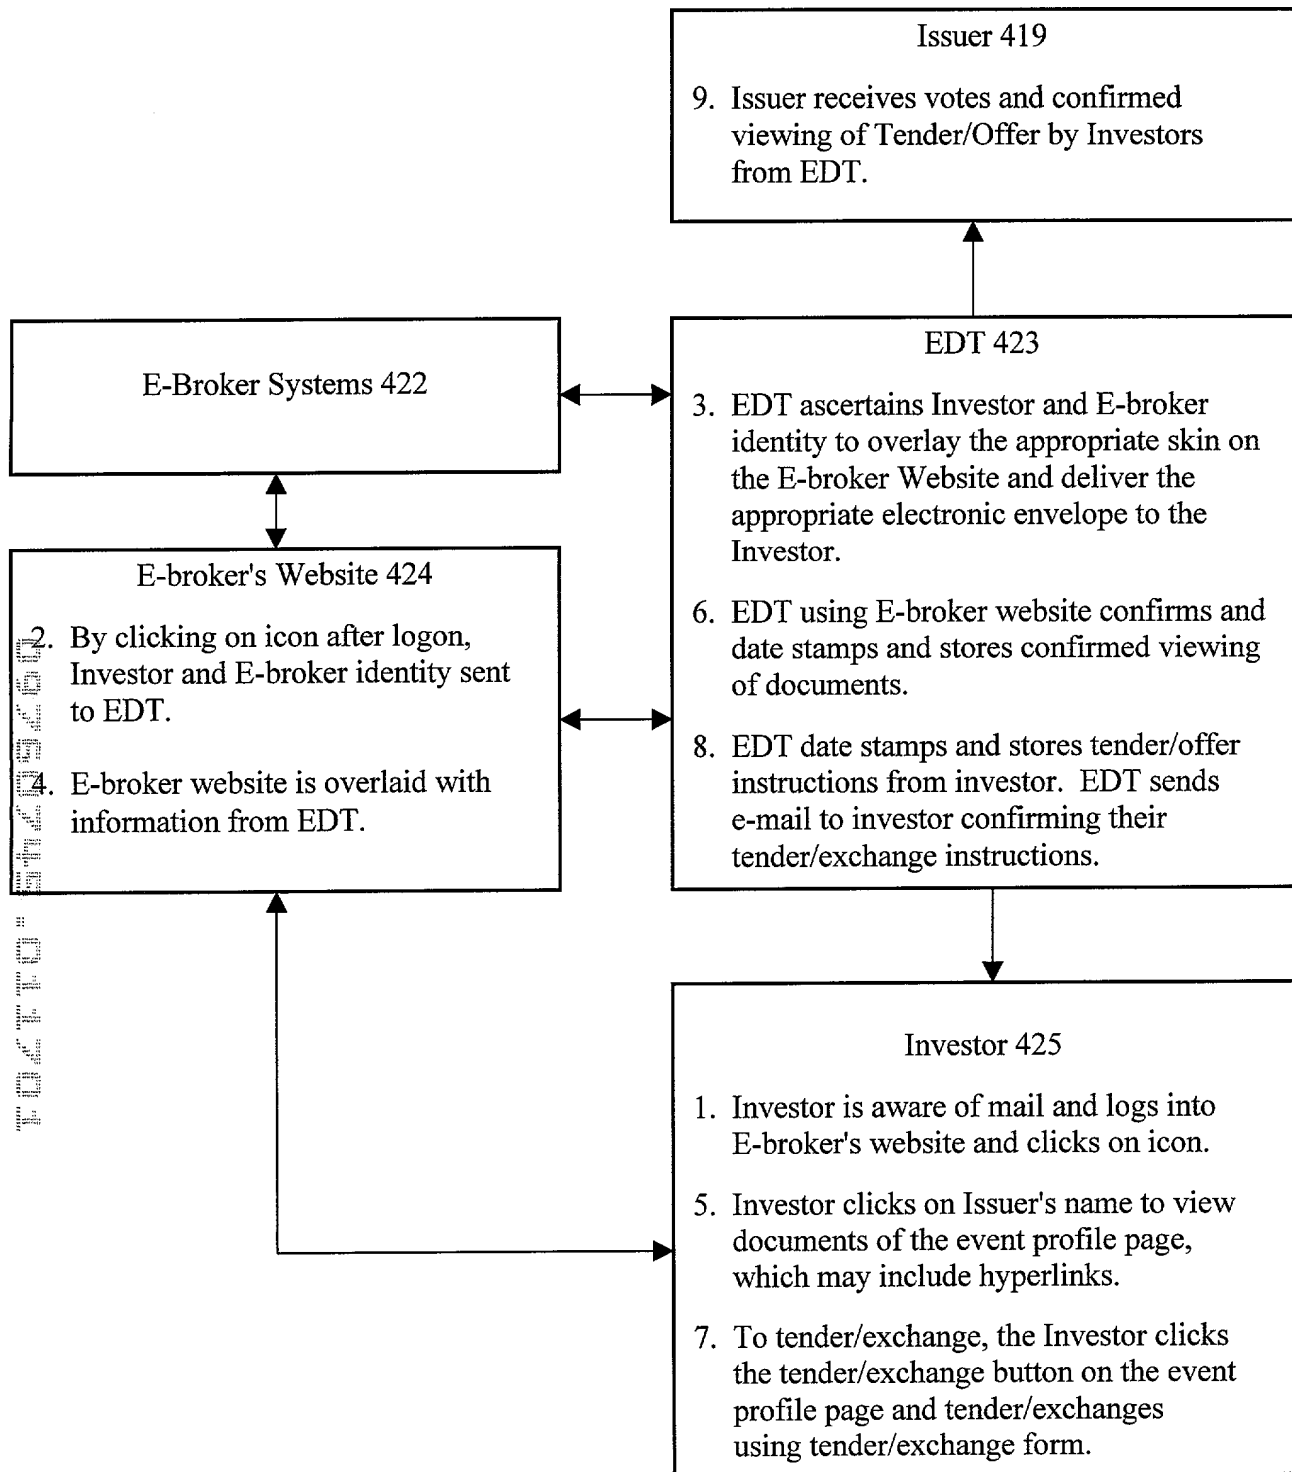 Issuer 419
9. Issuer receives votes and confirmed
viewing of Tender/Offer by Investors
from EDT.
E-Broker Systems 422
EDT 423
3. EDT ascertains Investor and E-broker
identity to overlay the appropriate skin on
the E-broker Website and deliver the
appropriate electronic envelope to the
Investor.
6. EDT using E-broker website confirms and
date stamps and stores confirmed viewing
of documents.
8. EDT date stamps and stores tender/offer
instructions from investor. EDT sends
e-mail to investor confirming their
tender/exchange instructions.
E-broker's Website 424
2. By clicking on icon after logon,
Investor and E-broker identity sent
to EDT.
4. E-broker website is overlaid with
information from EDT.
Investor 425
1. Investor is aware of mail and logs into
E-broker's website and clicks on icon.
5. Investor clicks on Issuer's name to view
documents of the event profile page,
which may include hyperlinks.
7. To tender/exchange, the Investor clicks
the tender/exchange button on the event
profile page and tender/exchanges
using tender/exchange form.